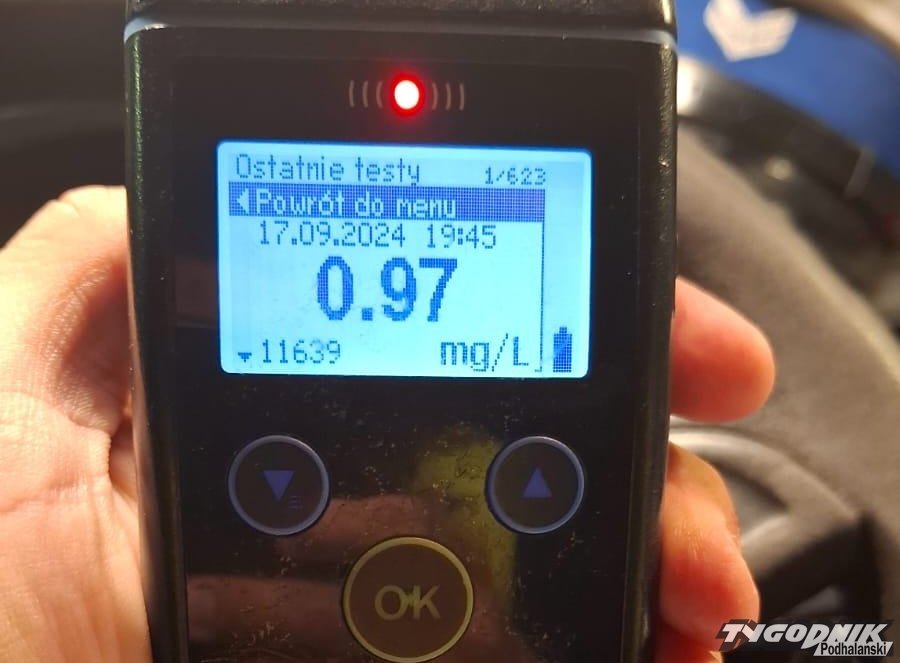 Ostatnie testy 1/623
Powrót do menu
17.09.2024 19:45
0.97
11639 mg/L
OK
TYGODNIK
Podhalański